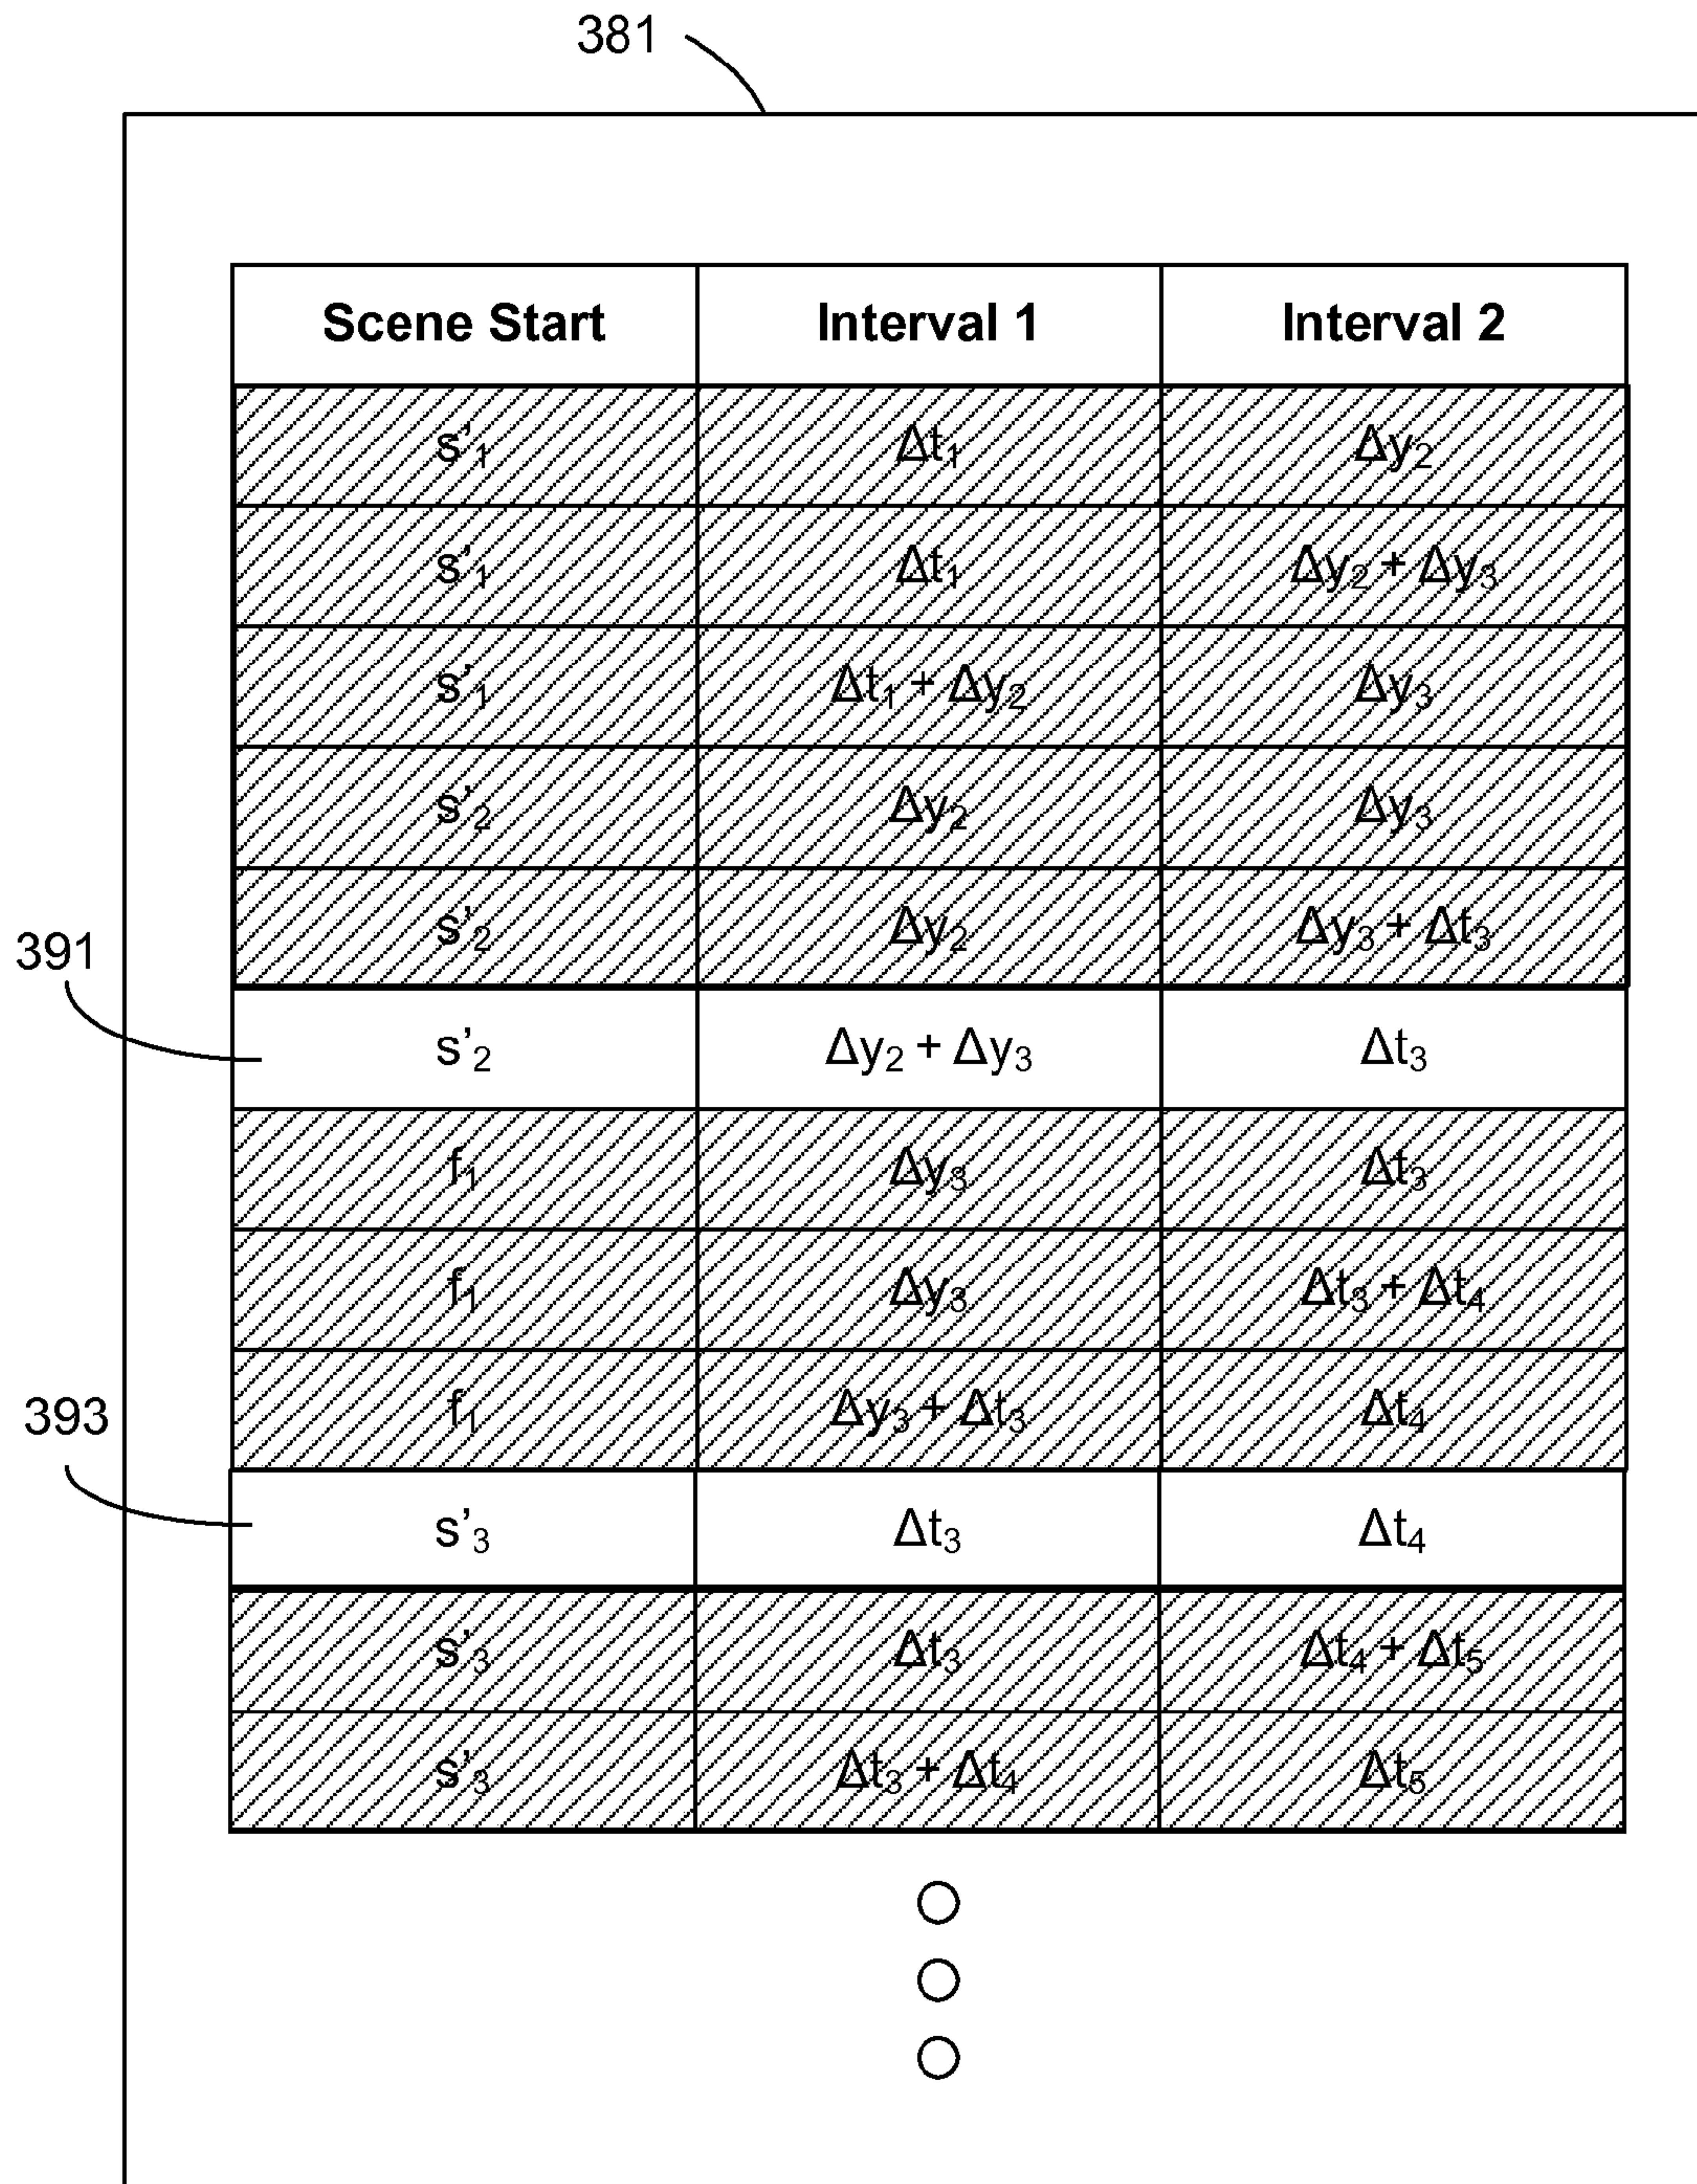 381
Scene Start Interval 1 Interval 2
s'₁ Δt₁ Δy₂
s'₁ Δt₁ Δy₂ + Δy₃
s'₁ Δt₁ + Δy₂ Δy₃
s'₂ Δy₂ Δy₃
s'₂ Δy₂ Δy₃ + Δt₃
391
s'₂ Δy₂ + Δy₃ Δt₃
f₁ Δy₃ Δt₃
f₁ Δy₃ Δt₃ + Δt₄
f₁ Δy₃ + Δt₃ Δt₄
393
s'₃ Δt₃ Δt₄
s'₃ Δt₃ Δt₄ + Δt₅
s'₃ Δt₃ + Δt₄ Δt₅